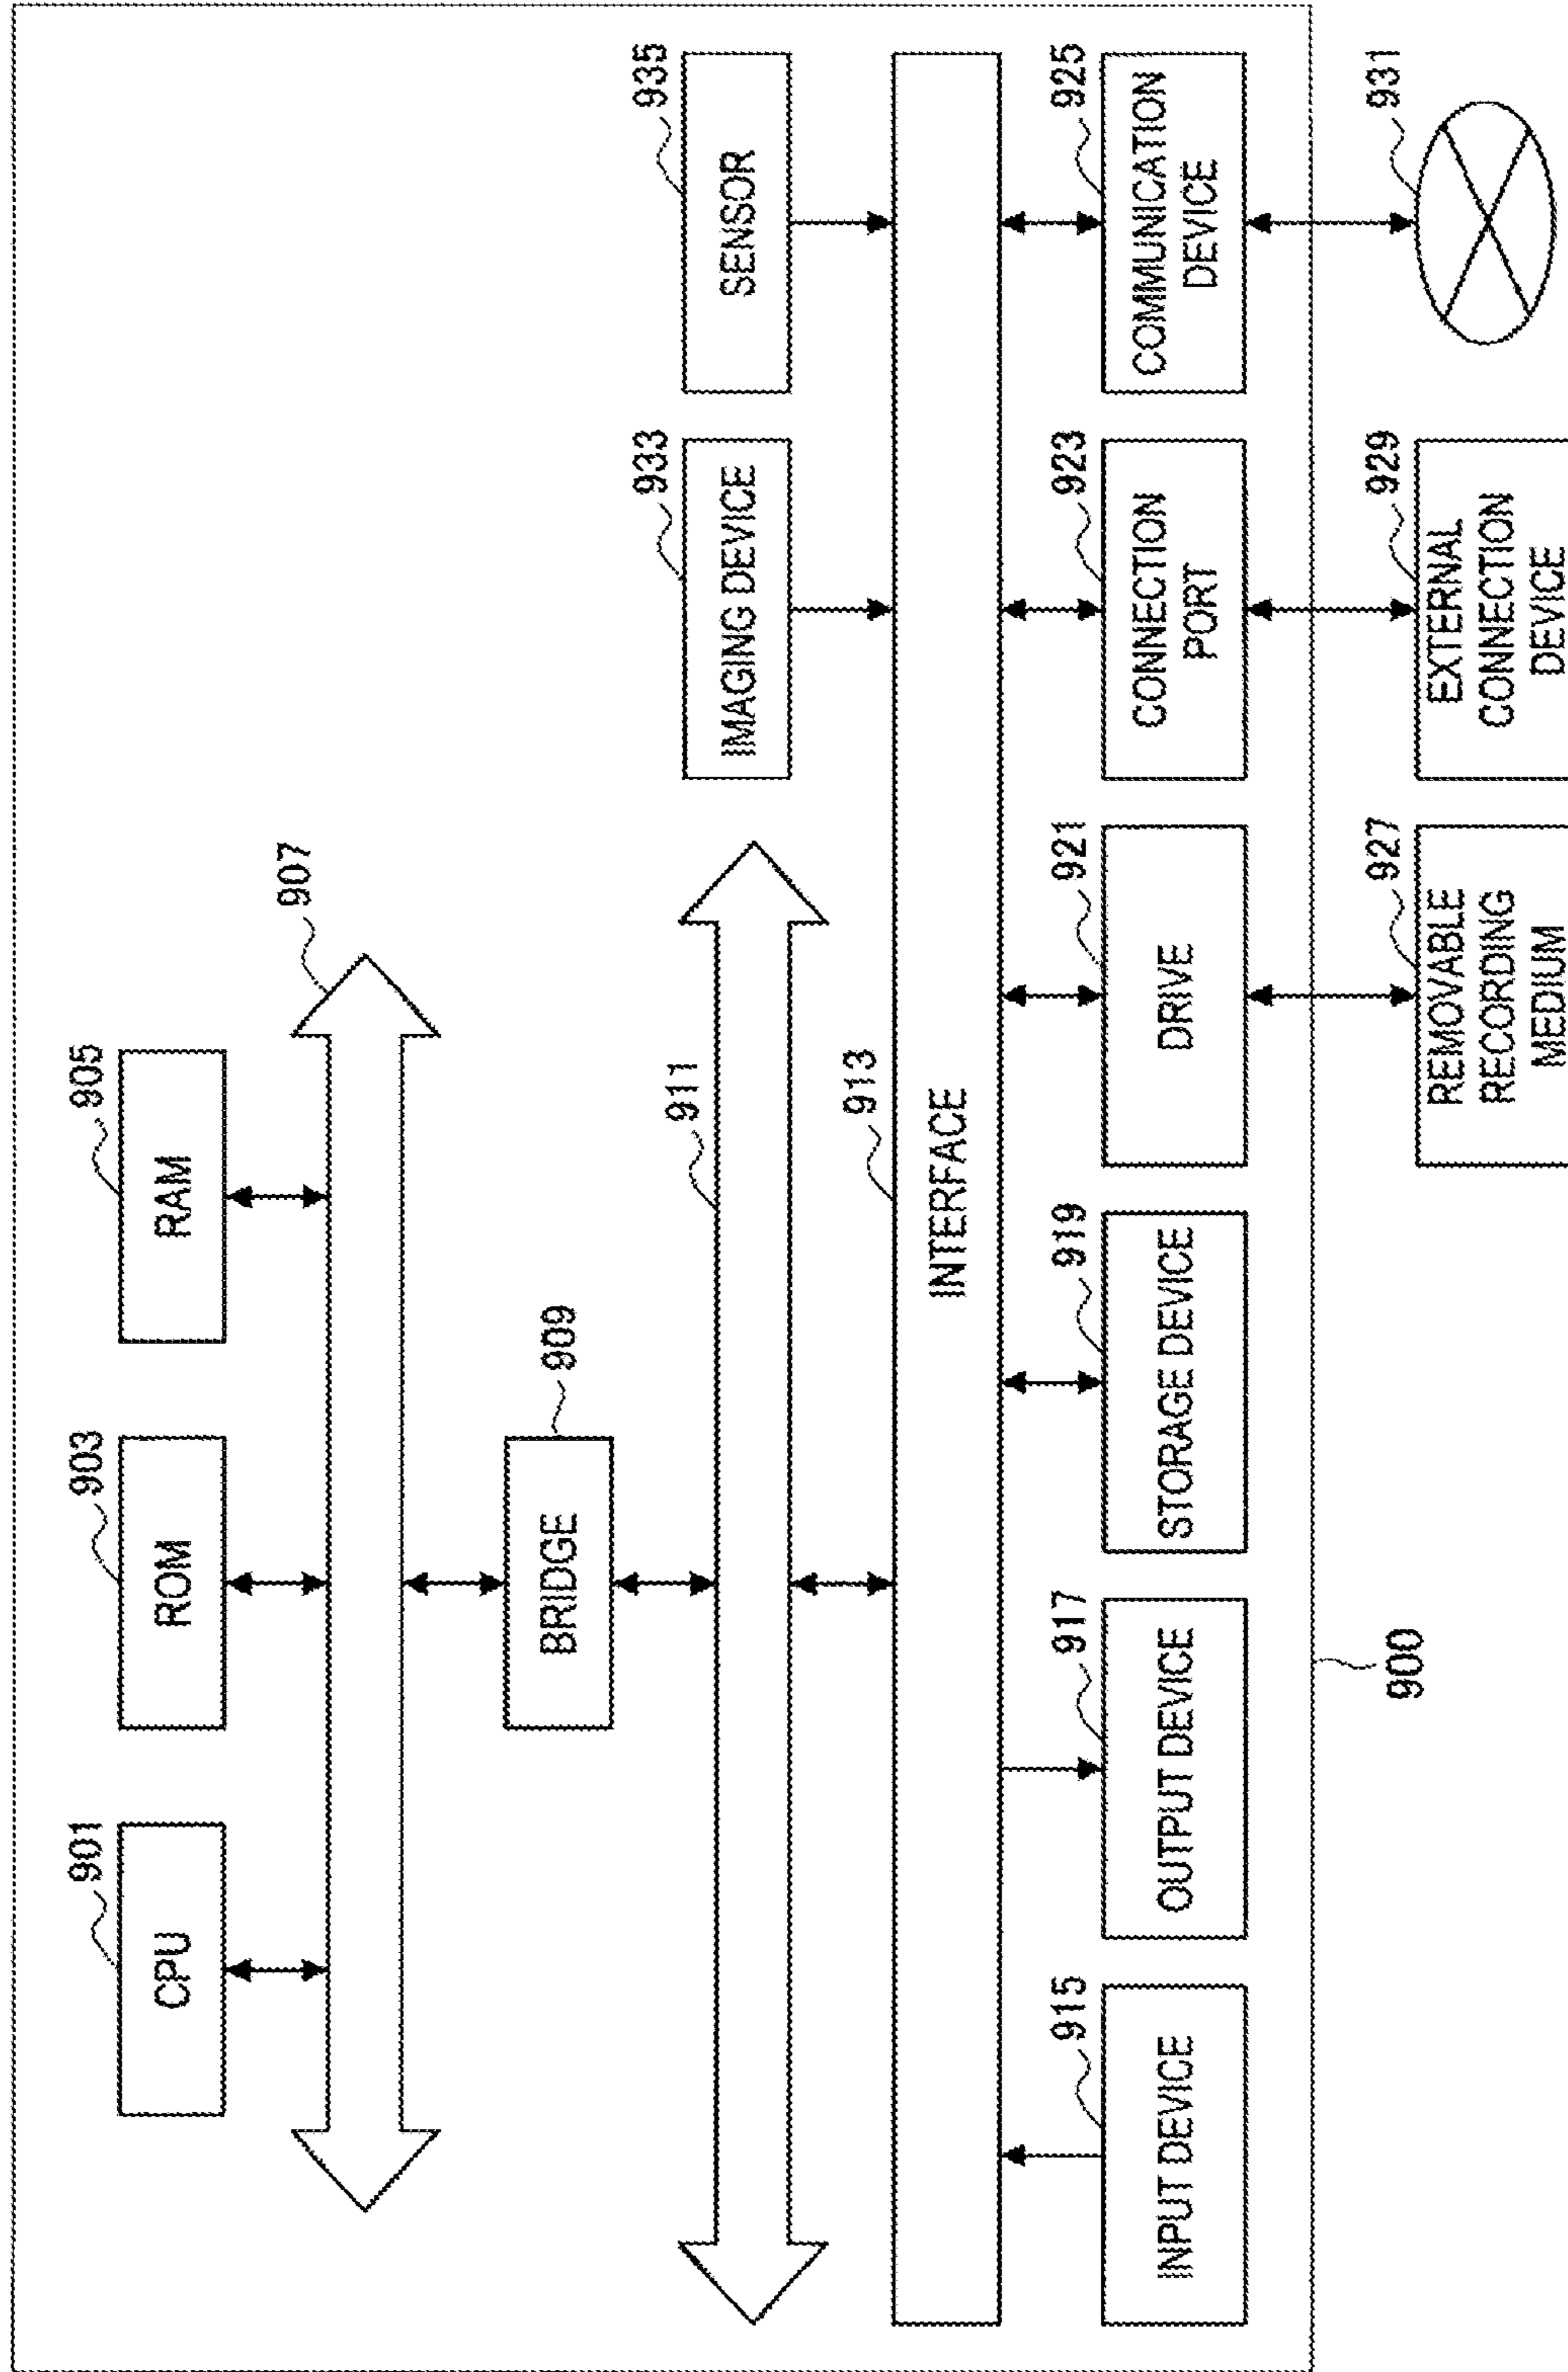 901
CPU
903
ROM
905
RAM
907
909
BRIDGE
911
933
IMAGING DEVICE
935
SENSOR
913
INTERFACE
915
INPUT DEVICE
917
OUTPUT DEVICE
919
STORAGE DEVICE
921
DRIVE
923
CONNECTION
PORT
925
COMMUNICATION
DEVICE
900
927
REMOVABLE
RECORDING
MEDIUM
929
EXTERNAL
CONNECTION
DEVICE
931